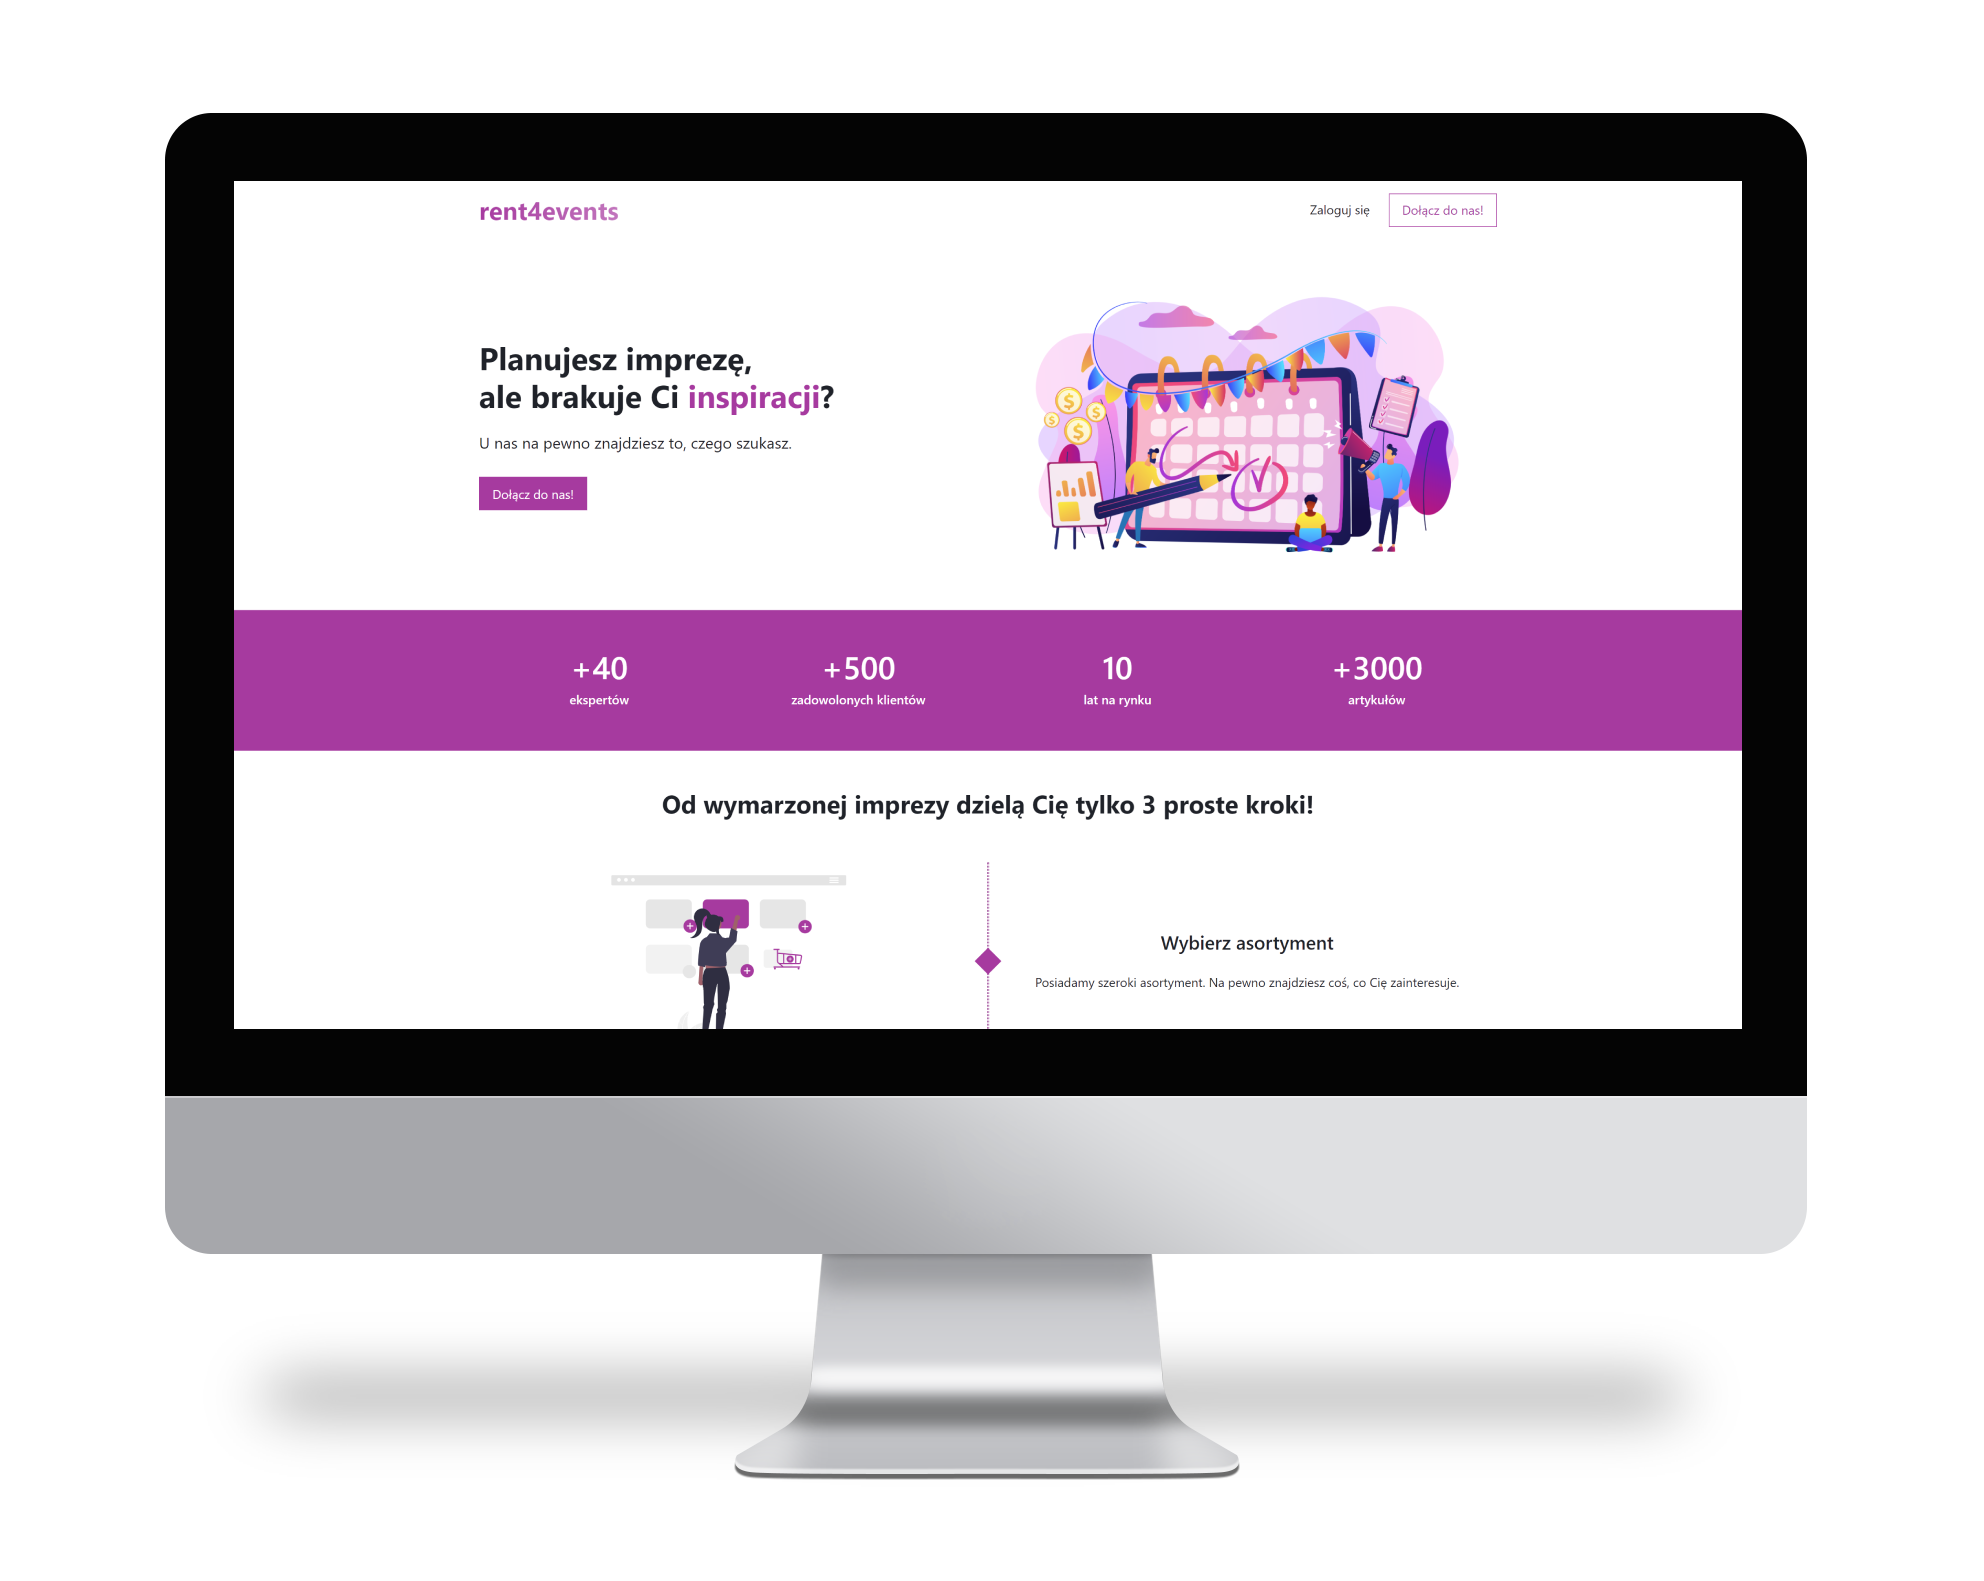 rent4events
Zaloguj się
Dołącz do nas!
Planujesz imprezę,
ale brakuje Ci inspiracji?
U nas na pewno znajdziesz to, czego szukasz.
Dołącz do nas!
+40
ekspertów
+500
zadowolonych klientów
10
lat na rynku
+3000
artykułów
Od wymarzonej imprezy dzielą Cię tylko 3 proste kroki!
Wybierz asortyment
Posiadamy szeroki asortyment. Na pewno znajdziesz coś, co Cię zainteresuje.